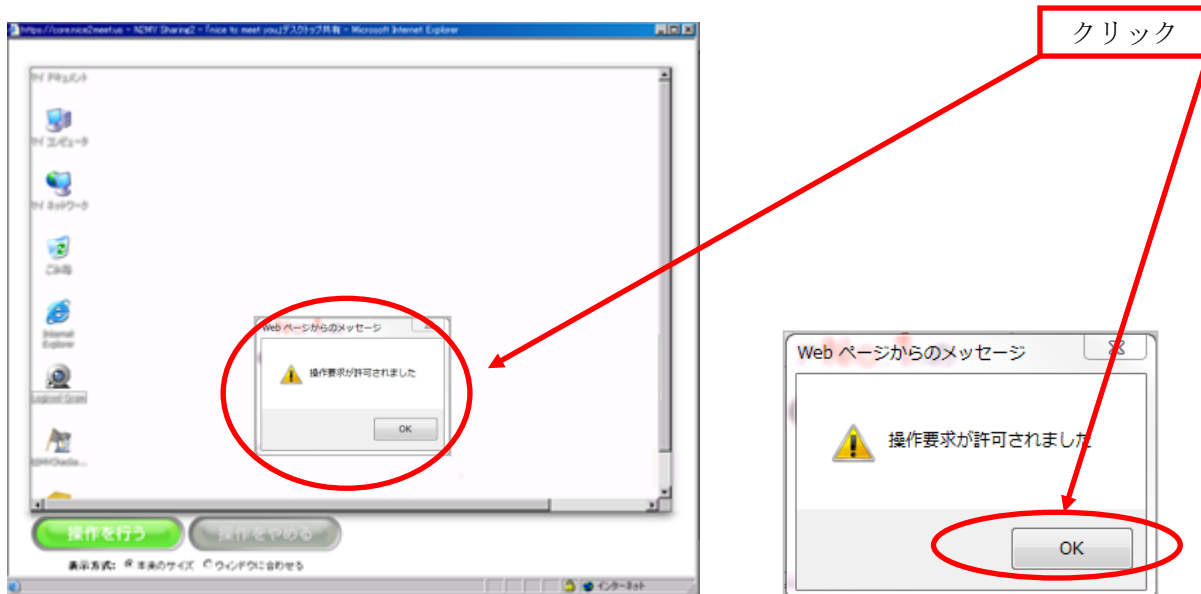 クリック
https://core.nice2meet.us - N2MY Sharing2 - 「nice to meet you」デスクトップ共有 - Microsoft Internet Explorer
マイ ドキュメント
マイ コンピュータ
マイ ネットワーク
ごみ箱
Internet
Explorer
Web ページからのメッセージ
操作要求が許可されました
OK
操作を行う
操作をやめる
表示方式: 本来のサイズ ウィンドウに合わせる
インターネット
Web ページからのメッセージ
操作要求が許可されました
OK